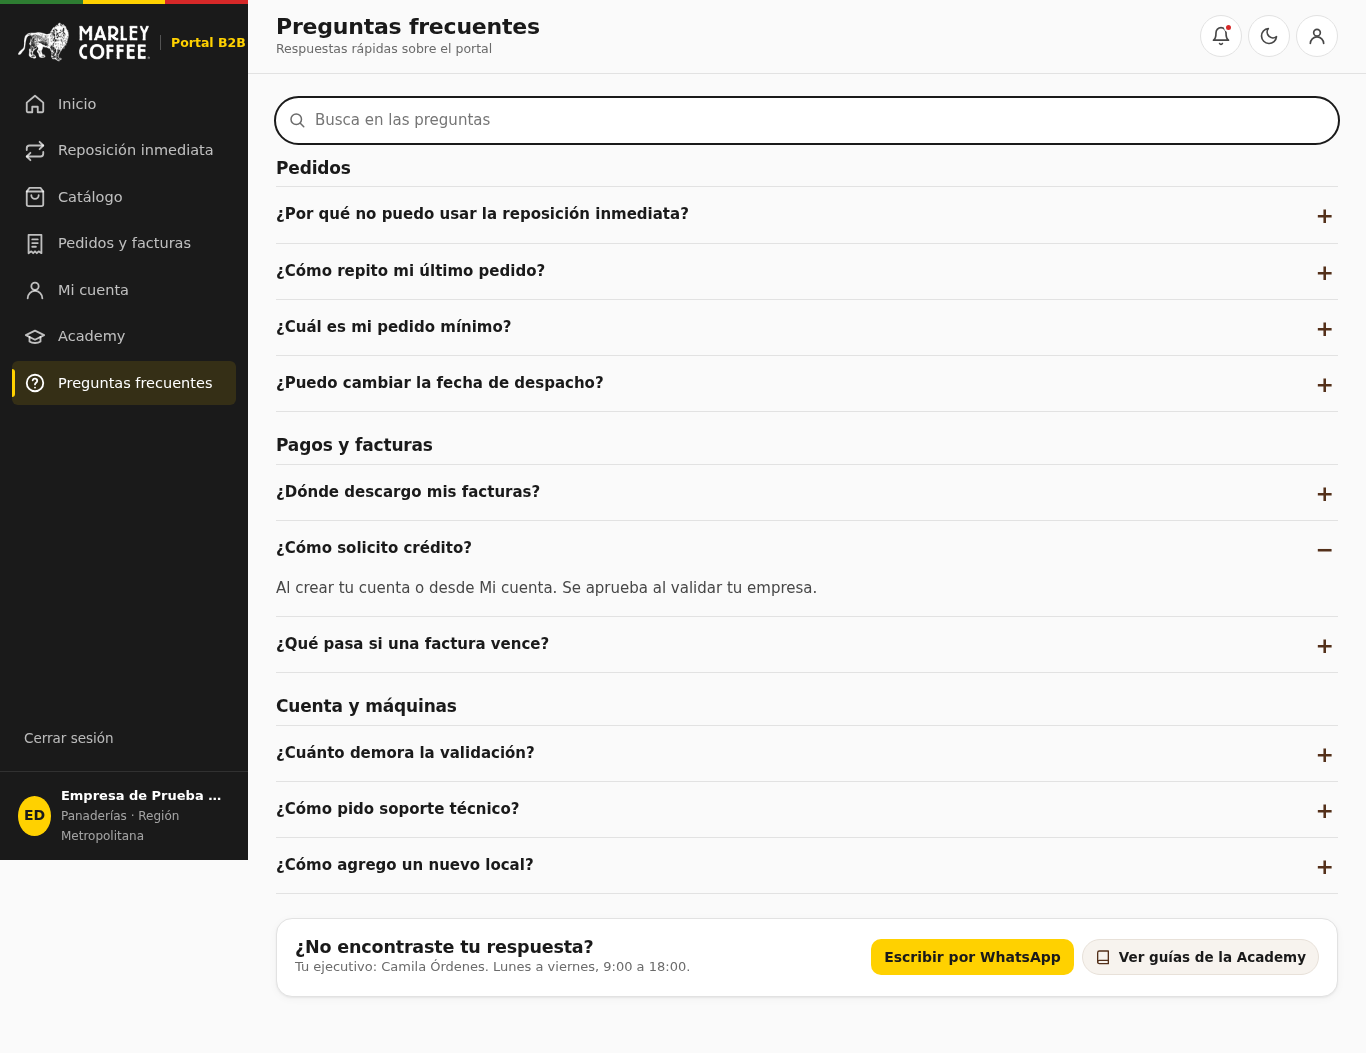 MARLEY
COFFEE
Portal B2B
Inicio
Reposición inmediata
Catálogo
Pedidos y facturas
Mi cuenta
Academy
Preguntas frecuentes
Cerrar sesión
ED
Empresa de Prueba ...
Panaderías · Región
Metropolitana
Preguntas frecuentes
Respuestas rápidas sobre el portal
Busca en las preguntas
Pedidos
¿Por qué no puedo usar la reposición inmediata?
¿Cómo repito mi último pedido?
¿Cuál es mi pedido mínimo?
¿Puedo cambiar la fecha de despacho?
Pagos y facturas
¿Dónde descargo mis facturas?
¿Cómo solicito crédito?
Al crear tu cuenta o desde Mi cuenta. Se aprueba al validar tu empresa.
¿Qué pasa si una factura vence?
Cuenta y máquinas
¿Cuánto demora la validación?
¿Cómo pido soporte técnico?
¿Cómo agrego un nuevo local?
¿No encontraste tu respuesta?
Tu ejecutivo: Camila Órdenes. Lunes a viernes, 9:00 a 18:00.
Escribir por WhatsApp
Ver guías de la Academy